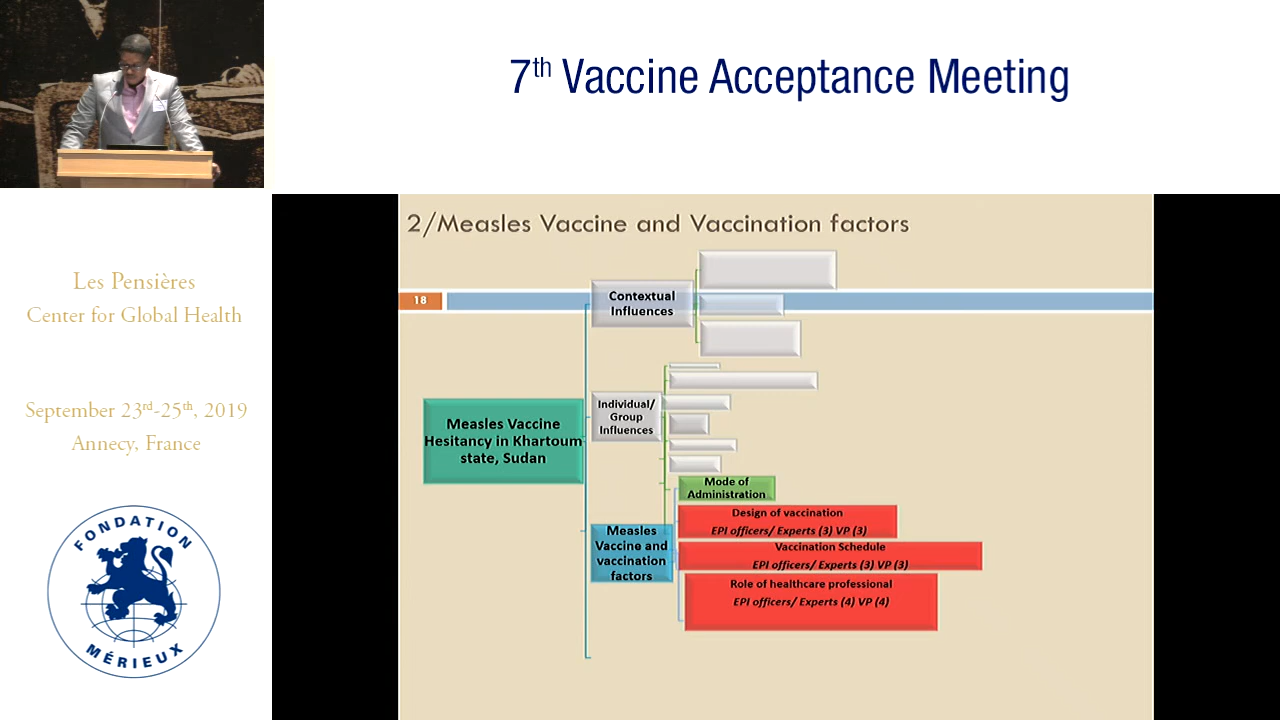 7th Vaccine Acceptance Meeting
Les Pensières
Center for Global Health
September 23rd-25th, 2019
Annecy, France
FONDATION
MÉRIEUX
2/Measles Vaccine and Vaccination factors
18
Contextual
Influences
Individual/
Group
Influences
Measles Vaccine
Hesitancy in Khartoum
state, Sudan
Mode of
Administration
Design of vaccination
EPI officers/ Experts (3) VP (3)
Measles
Vaccine and
vaccination
factors
Vaccination Schedule
EPI officers/ Experts (3) VP (3)
Role of healthcare professional
EPI officers/ Experts (4) VP (4)